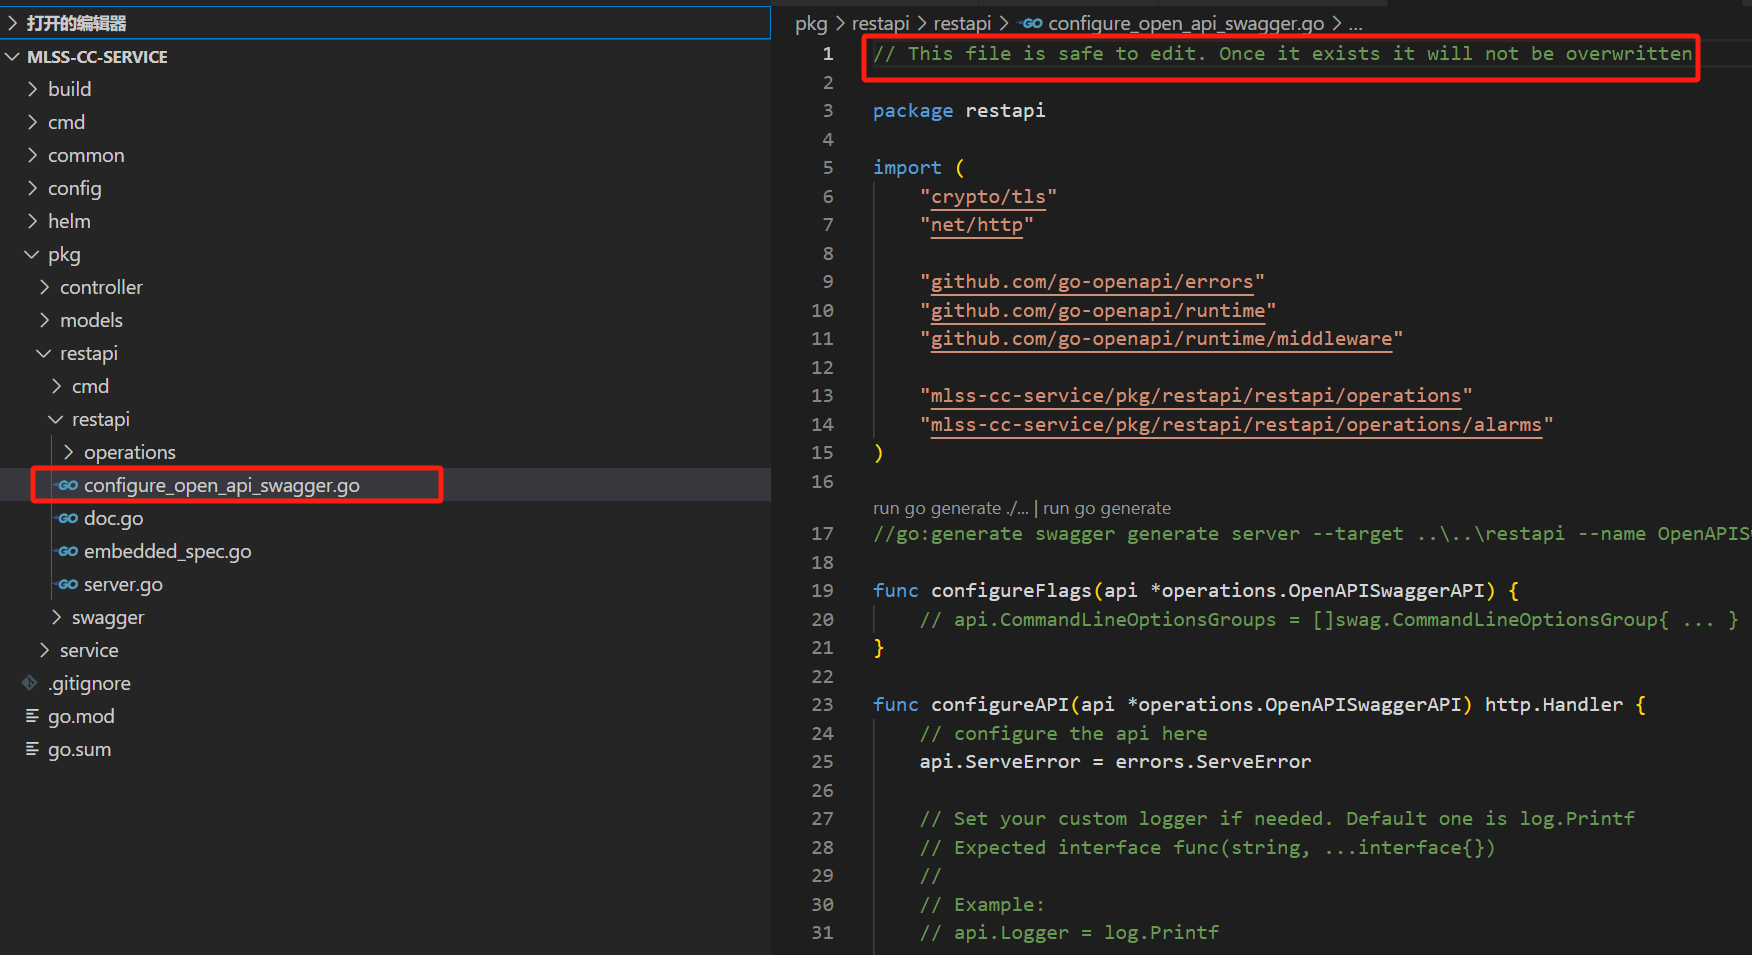 打开的编辑器
MLSS-CC-SERVICE
build
cmd
common
config
helm
pkg
controller
models
restapi
cmd
restapi
operations
GO configure_open_api_swagger.go
GO doc.go
GO embedded_spec.go
GO server.go
swagger
service
.gitignore
go.mod
go.sum
pkg > restapi > restapi > GO configure_open_api_swagger.go > ...
1 // This file is safe to edit. Once it exists it will not be overwritten
2
3 package restapi
4
5 import (
6 "crypto/tls"
7 "net/http"
8
9 "github.com/go-openapi/errors"
10 "github.com/go-openapi/runtime"
11 "github.com/go-openapi/runtime/middleware"
12
13 "mlss-cc-service/pkg/restapi/restapi/operations"
14 "mlss-cc-service/pkg/restapi/restapi/operations/alarms"
15 )
16
run go generate ./... | run go generate
17 //go:generate swagger generate server --target ..\..\restapi --name OpenAPIS
18
19 func configureFlags(api *operations.OpenAPISwaggerAPI) {
20 // api.CommandLineOptionsGroups = []swag.CommandLineOptionsGroup{ ... }
21 }
22
23 func configureAPI(api *operations.OpenAPISwaggerAPI) http.Handler {
24 // configure the api here
25 api.ServeError = errors.ServeError
26
27 // Set your custom logger if needed. Default one is log.Printf
28 // Expected interface func(string, ...interface{})
29 //
30 // Example:
31 // api.Logger = log.Printf